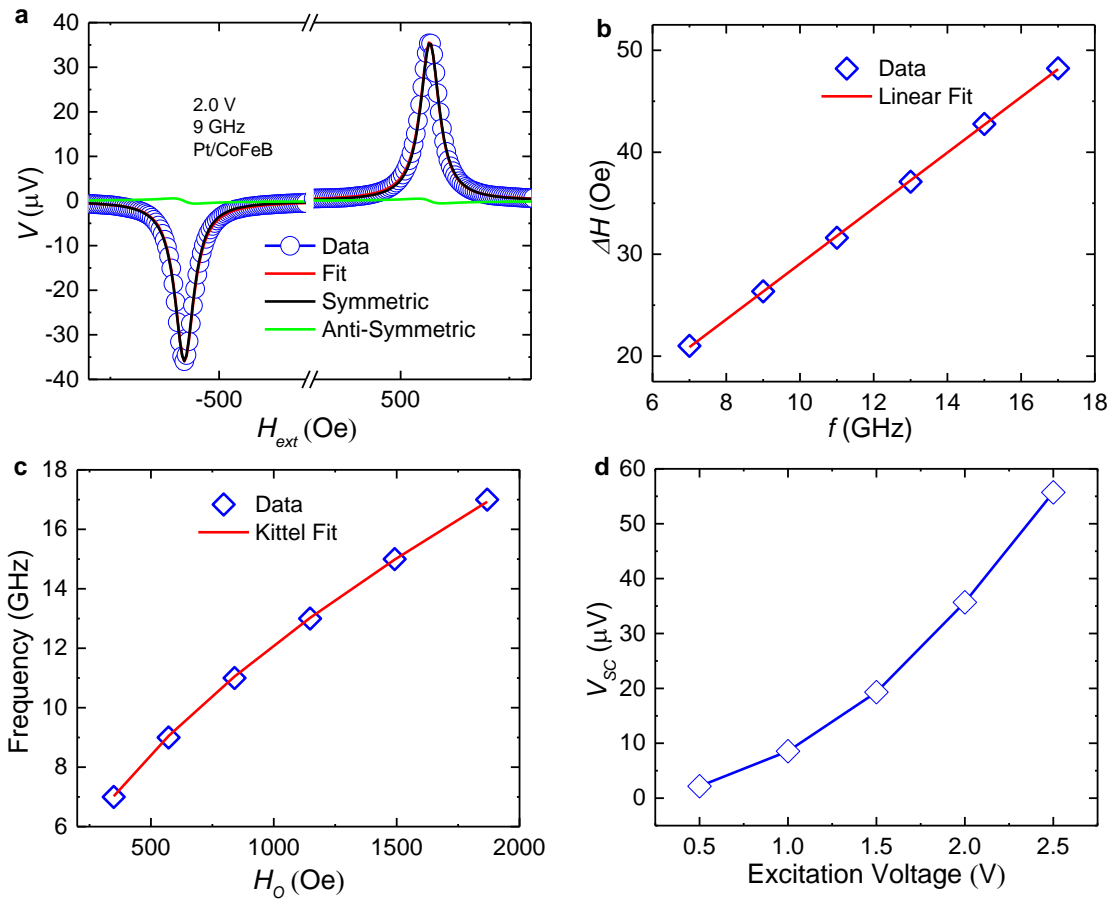 a
40
30
20
10
0
-10
-20
-30
-40
V (μV)
2.0 V
9 GHz
Pt/CoFeB
Data
Fit
Symmetric
Anti-Symmetric
-500
500
H_ext (Oe)
b
50
40
30
20
ΔH (Oe)
Data
Linear Fit
6 8 10 12 14 16 18
f (GHz)
c
18
16
14
12
10
8
6
Frequency (GHz)
Data
Kittel Fit
500 1000 1500 2000
H_O (Oe)
d
60
50
40
30
20
10
0
V_SC (μV)
0.5 1.0 1.5 2.0 2.5
Excitation Voltage (V)